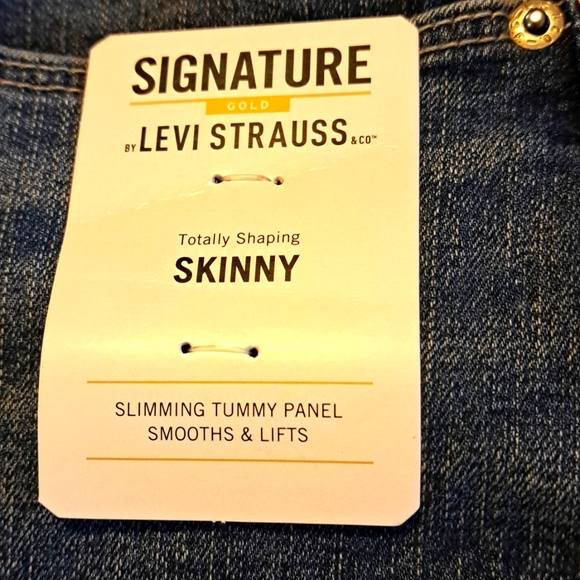 SIGNATURE
GOLD
BY LEVI STRAUSS & CO™
Totally Shaping
SKINNY
SLIMMING TUMMY PANEL
SMOOTHS & LIFTS